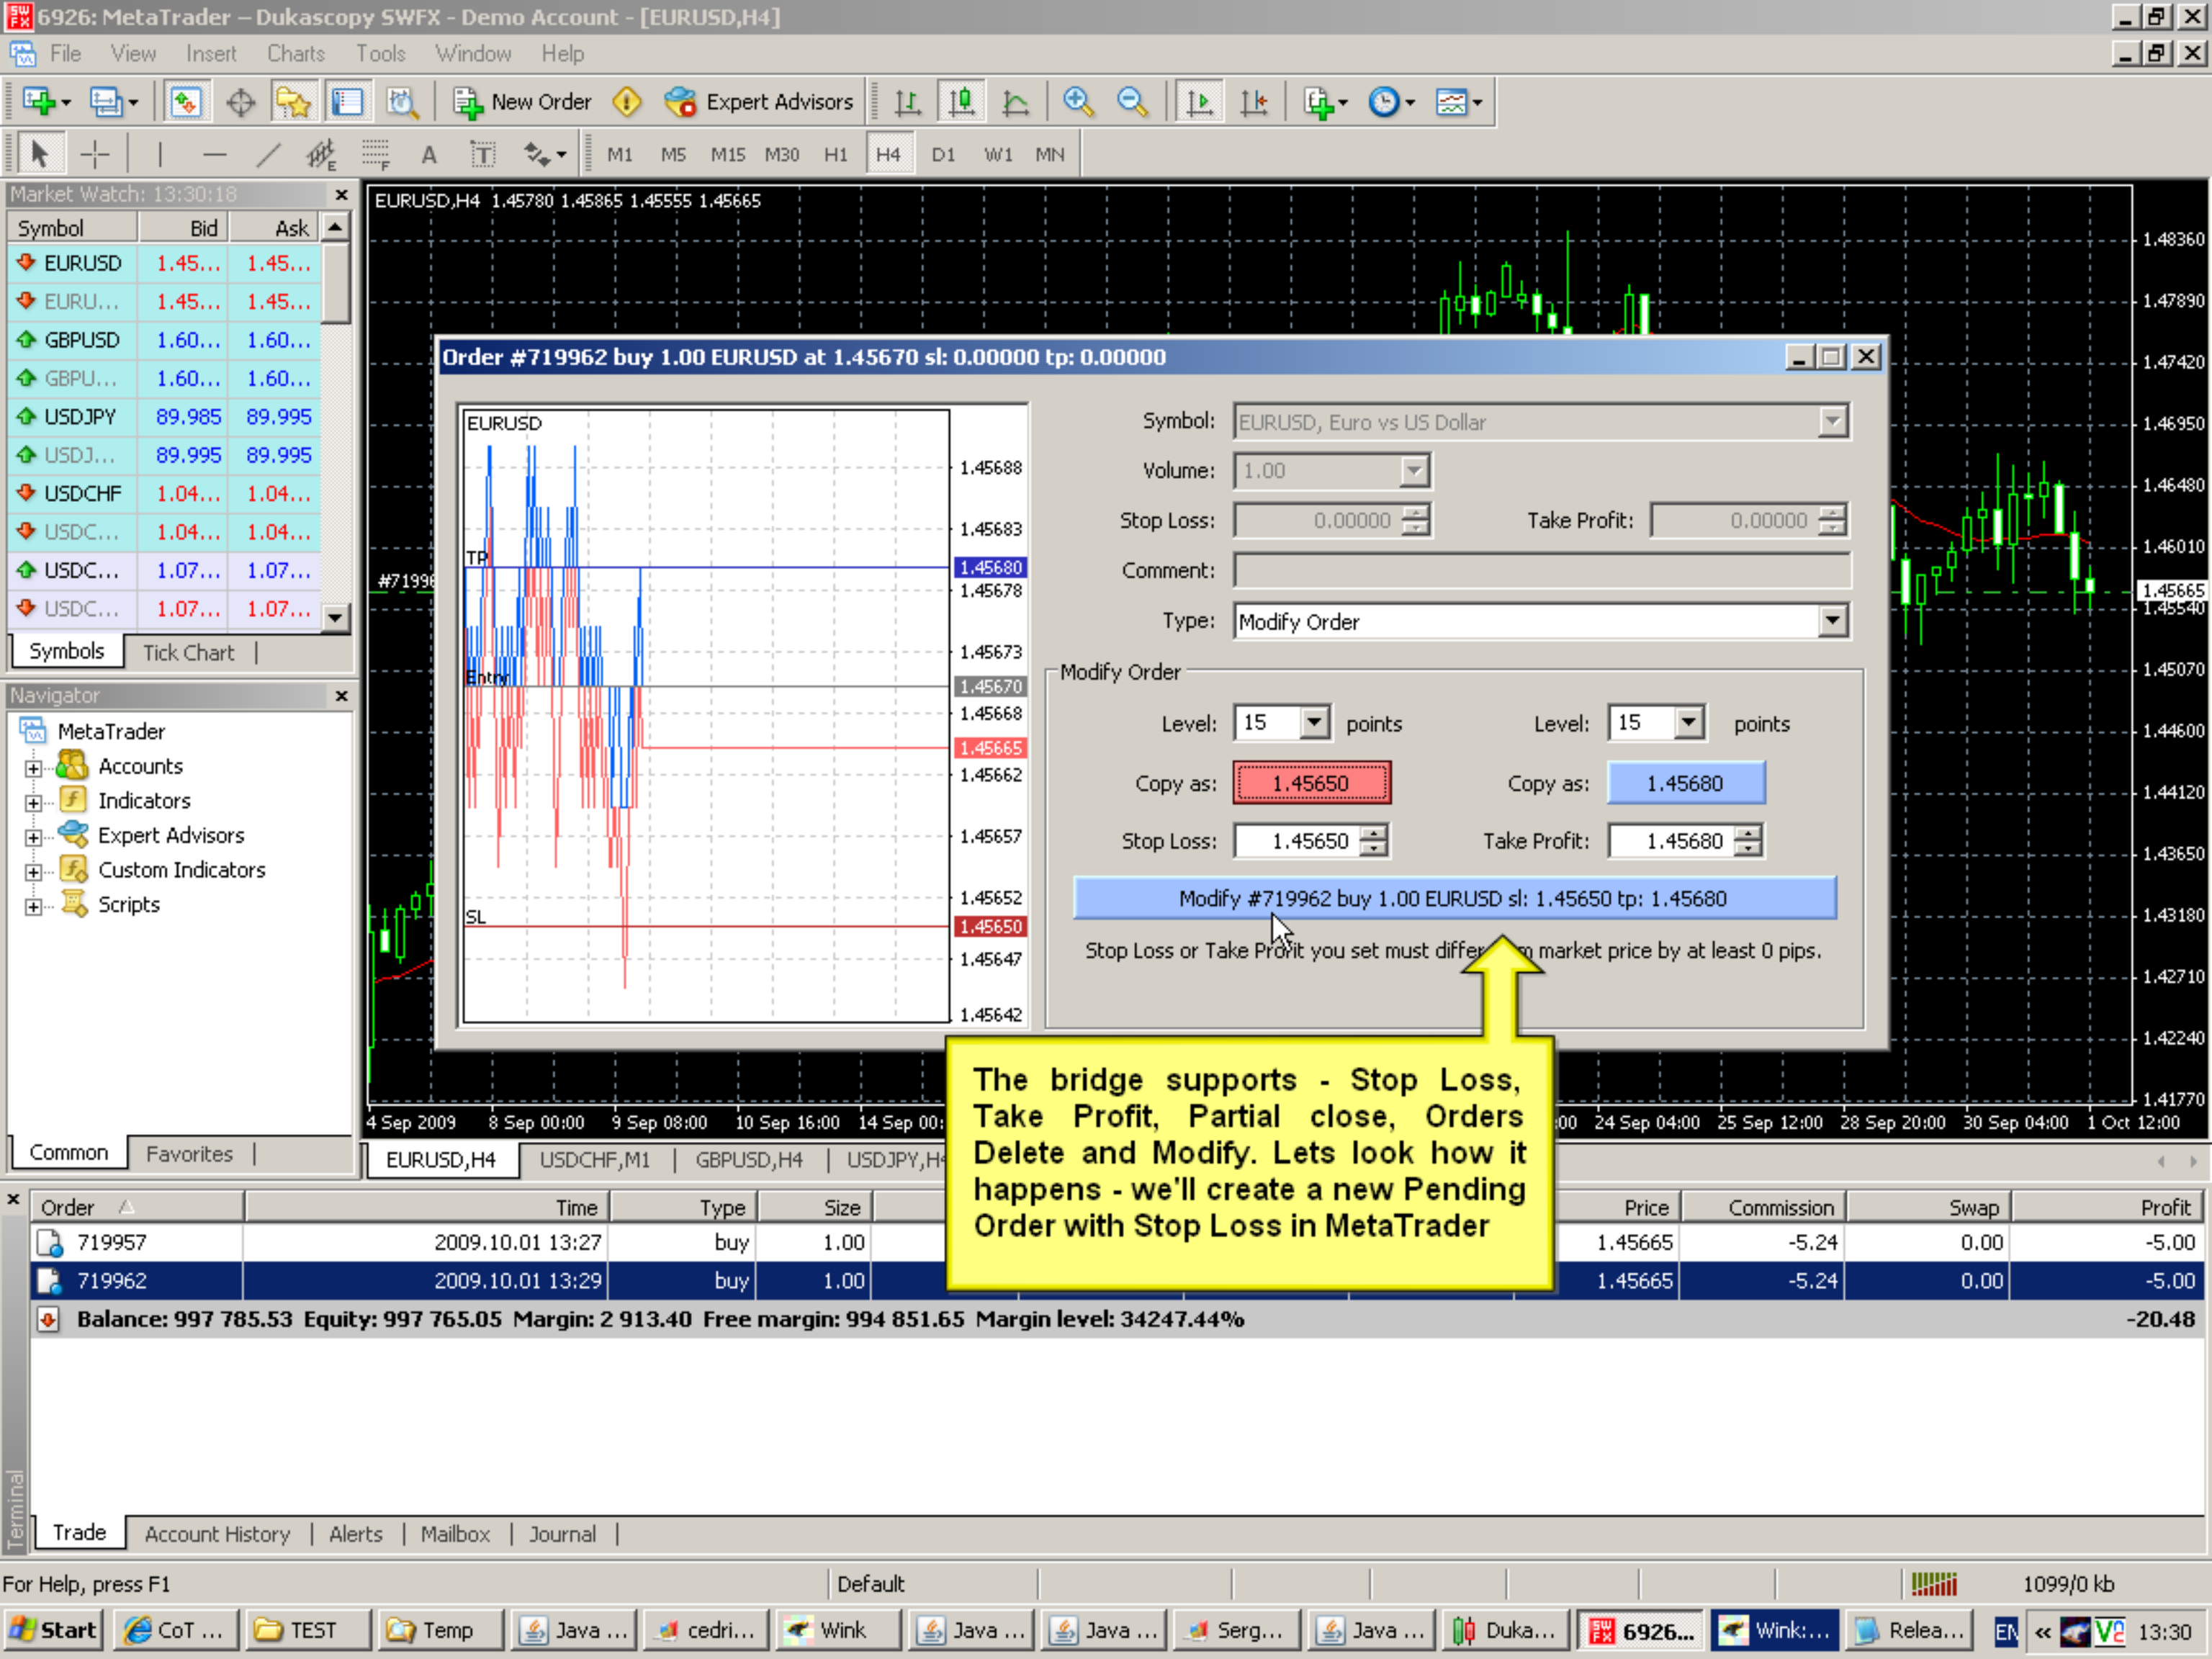 6926: MetaTrader – Dukascopy SWFX - Demo Account - [EURUSD,H4]
File View Insert Charts Tools Window Help
New Order Expert Advisors
M1 M5 M15 M30 H1 H4 D1 W1 MN
Market Watch: 13:30:18
Symbol Bid Ask
EURUSD 1.45... 1.45...
EURU... 1.45... 1.45...
GBPUSD 1.60... 1.60...
GBPU... 1.60... 1.60...
USDJPY 89.985 89.995
USDJ... 89.995 89.995
USDCHF 1.04... 1.04...
USDC... 1.04... 1.04...
USDC... 1.07... 1.07...
USDC... 1.07... 1.07...
Symbols Tick Chart
Navigator
MetaTrader
Accounts
Indicators
Expert Advisors
Custom Indicators
Scripts
Common Favorites
EURUSD,H4 1.45780 1.45865 1.45555 1.45665
#71996
1.48360
1.47890
1.47420
1.46950
1.46480
1.46010
1.45665
1.45540
1.45070
1.44600
1.44120
1.43650
1.43180
1.42710
1.42240
1.41770
Order #719962 buy 1.00 EURUSD at 1.45670 sl: 0.00000 tp: 0.00000
EURUSD
TP
Entry
SL
1.45688
1.45683
1.45680
1.45678
1.45673
1.45670
1.45668
1.45665
1.45662
1.45657
1.45652
1.45650
1.45647
1.45642
Symbol: EURUSD, Euro vs US Dollar
Volume: 1.00
Stop Loss: 0.00000 Take Profit: 0.00000
Comment:
Type: Modify Order
Modify Order
Level: 15 points Level: 15 points
Copy as: 1.45650 Copy as: 1.45680
Stop Loss: 1.45650 Take Profit: 1.45680
Modify #719962 buy 1.00 EURUSD sl: 1.45650 tp: 1.45680
Stop Loss or Take Profit you set must differ market price by at least 0 pips.
The bridge supports - Stop Loss,
Take Profit, Partial close, Orders
Delete and Modify. Lets look how it
happens - we'll create a new Pending
Order with Stop Loss in MetaTrader
4 Sep 2009 8 Sep 00:00 9 Sep 08:00 10 Sep 16:00 14 Sep 00: :00 24 Sep 04:00 25 Sep 12:00 28 Sep 20:00 30 Sep 04:00 1 Oct 12:00
EURUSD,H4 USDCHF,M1 GBPUSD,H4 USDJPY,H4
Order Time Type Size Price Commission Swap Profit
719957 2009.10.01 13:27 buy 1.00 1.45665 -5.24 0.00 -5.00
719962 2009.10.01 13:29 buy 1.00 1.45665 -5.24 0.00 -5.00
Balance: 997 785.53 Equity: 997 765.05 Margin: 2 913.40 Free margin: 994 851.65 Margin level: 34247.44% -20.48
Terminal
Trade Account History Alerts Mailbox Journal
For Help, press F1 Default 1099/0 kb
Start CoT ... TEST Temp Java ... cedri... Wink Java ... Java ... Serg... Java ... Duka... 6926... Wink:... Relea... EN « 13:30